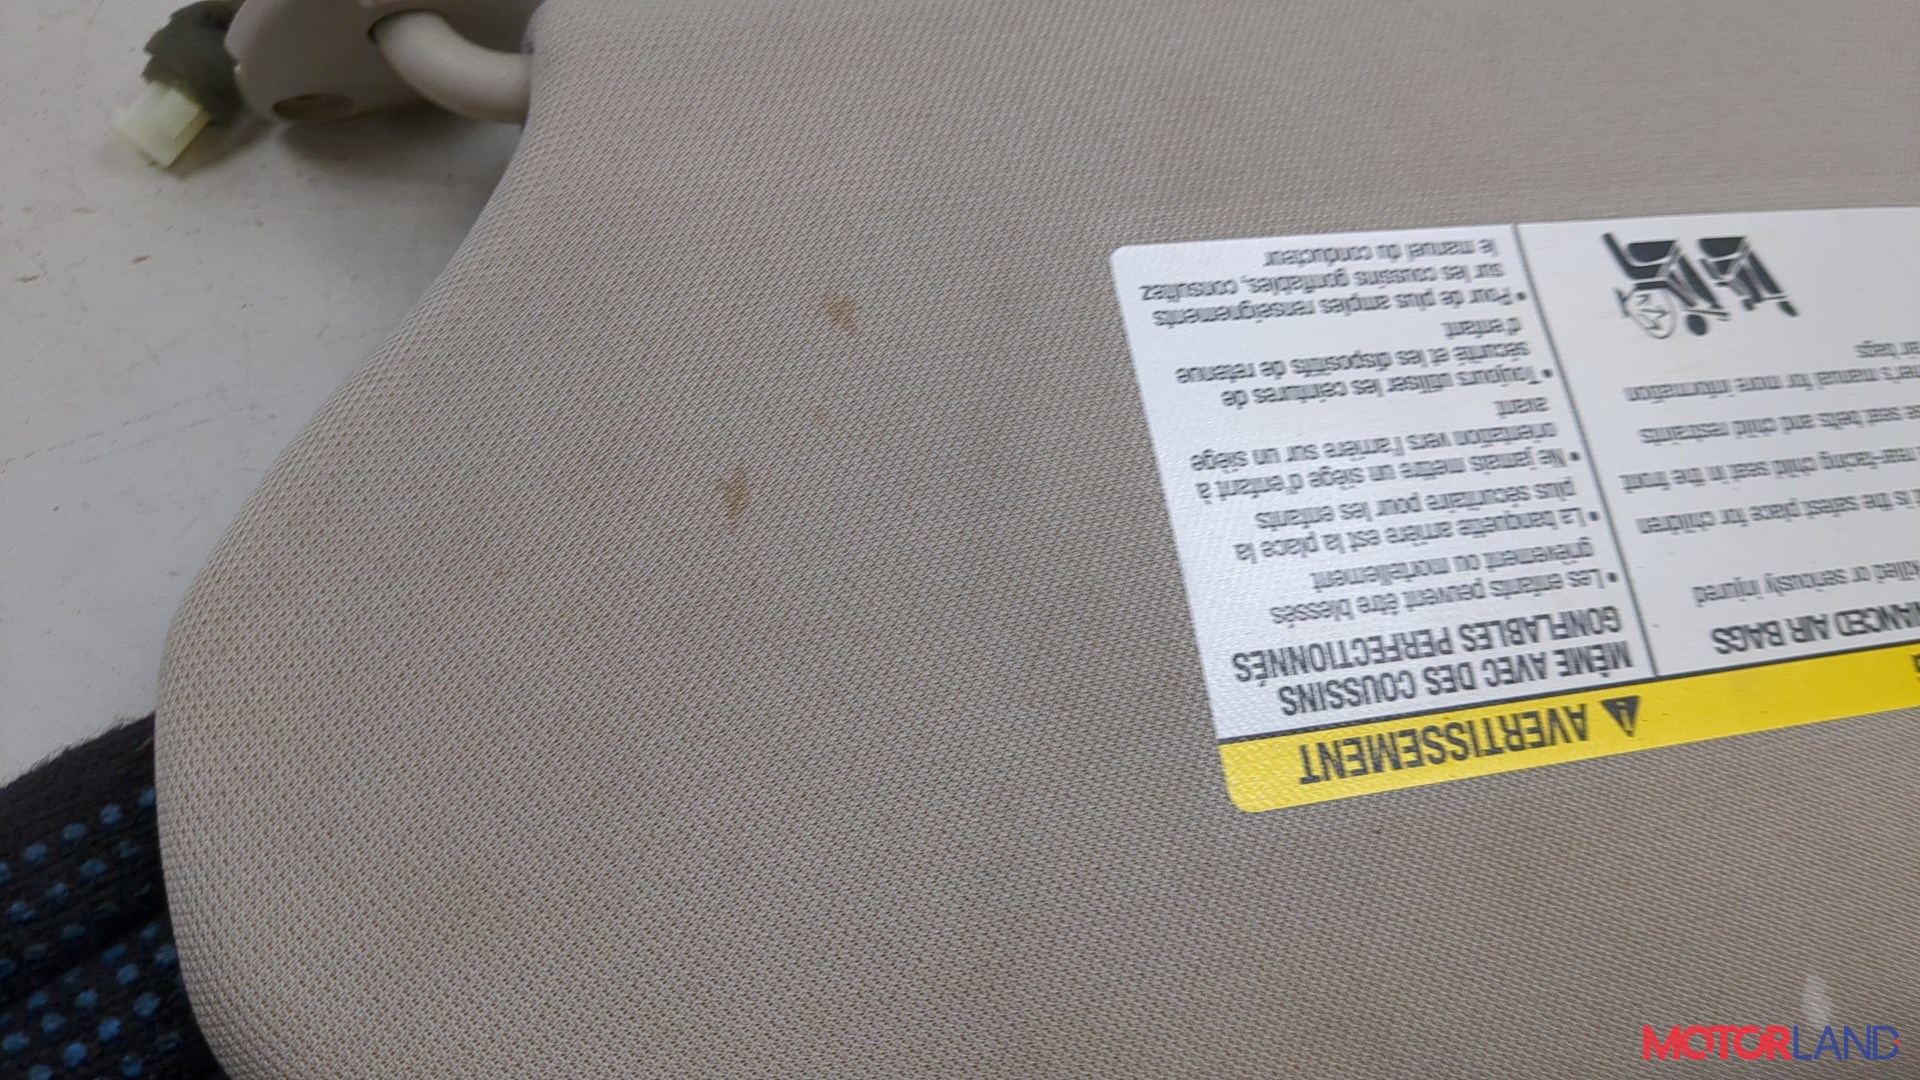 AVERTISSEMENT
MÊME AVEC DES COUSSINS
GONFLABLES PERFECTIONNÉS
• Les enfants peuvent être blessés
grièvement ou mortellement
• La banquette arrière est la place la
plus sécuritaire pour les enfants
• Ne jamais mettre un siège d'enfant à
orientation vers l'arrière sur un siège
avant
• Toujours utiliser les ceintures de
sécurité et les dispositifs de retenue
d'enfant
• Pour de plus amples renseignements
sur les coussins gonflables, consultez
le manuel du conducteur
AIR BAGS
killed or seriously injured
is the safest place for children
rear-facing child seat in the front
seat belts and child restraints
manual for more information
air bags
MOTORLAND